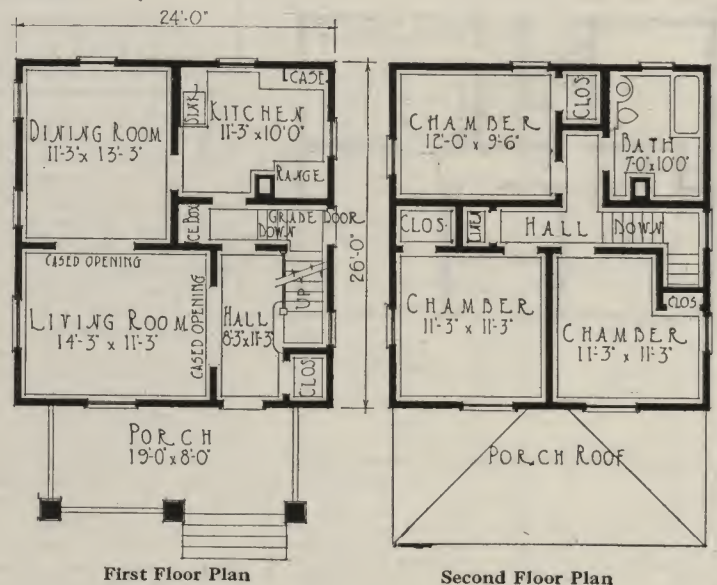 24'-0"
DINING ROOM
11'-3" x 13'-3"
SINK
KITCHEN
11'-3" x 10'0"
CASE
RANGE
ICE BOX
GRADE DOOR
DOWN
CASED OPENING
LIVING ROOM
14'-3" x 11'-3"
CASED OPENING
HALL
8'3" x 11'-3"
UP
CLOS
26'-0"
PORCH
19'-0" x 8'-0"
First Floor Plan
CHAMBER
12'-0" x 9'-6"
CLOS
BATH
7'-0" x 10'0"
CLOS.
LINEN
HALL
DOWN
CHAMBER
11'-3" x 11'-3"
CLOS.
CHAMBER
11'-3" x 11'-3"
PORCH ROOF
Second Floor Plan